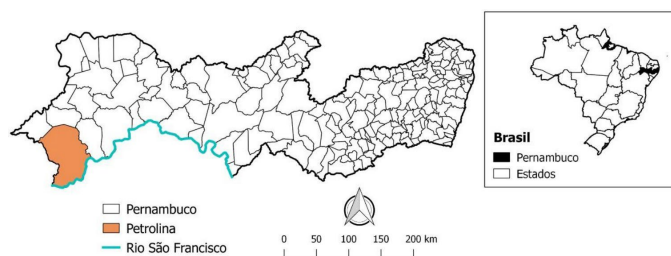 Pernambuco
Petrolina
Rio São Francisco
0 50 100 150 200 km
Brasil
Pernambuco
Estados